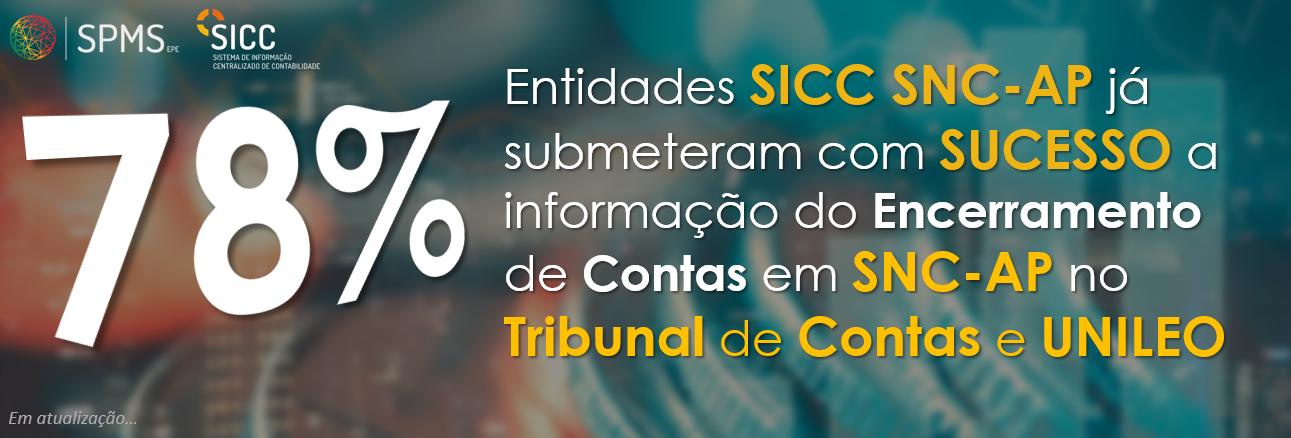 SPMS EPE
SICC
SISTEMA DE INFORMAÇÃO
CENTRALIZADO DE CONTABILIDADE
78%
Entidades SICC SNC-AP já
submeteram com SUCESSO a
informação do Encerramento
de Contas em SNC-AP no
Tribunal de Contas e UNILEO
Em atualização...